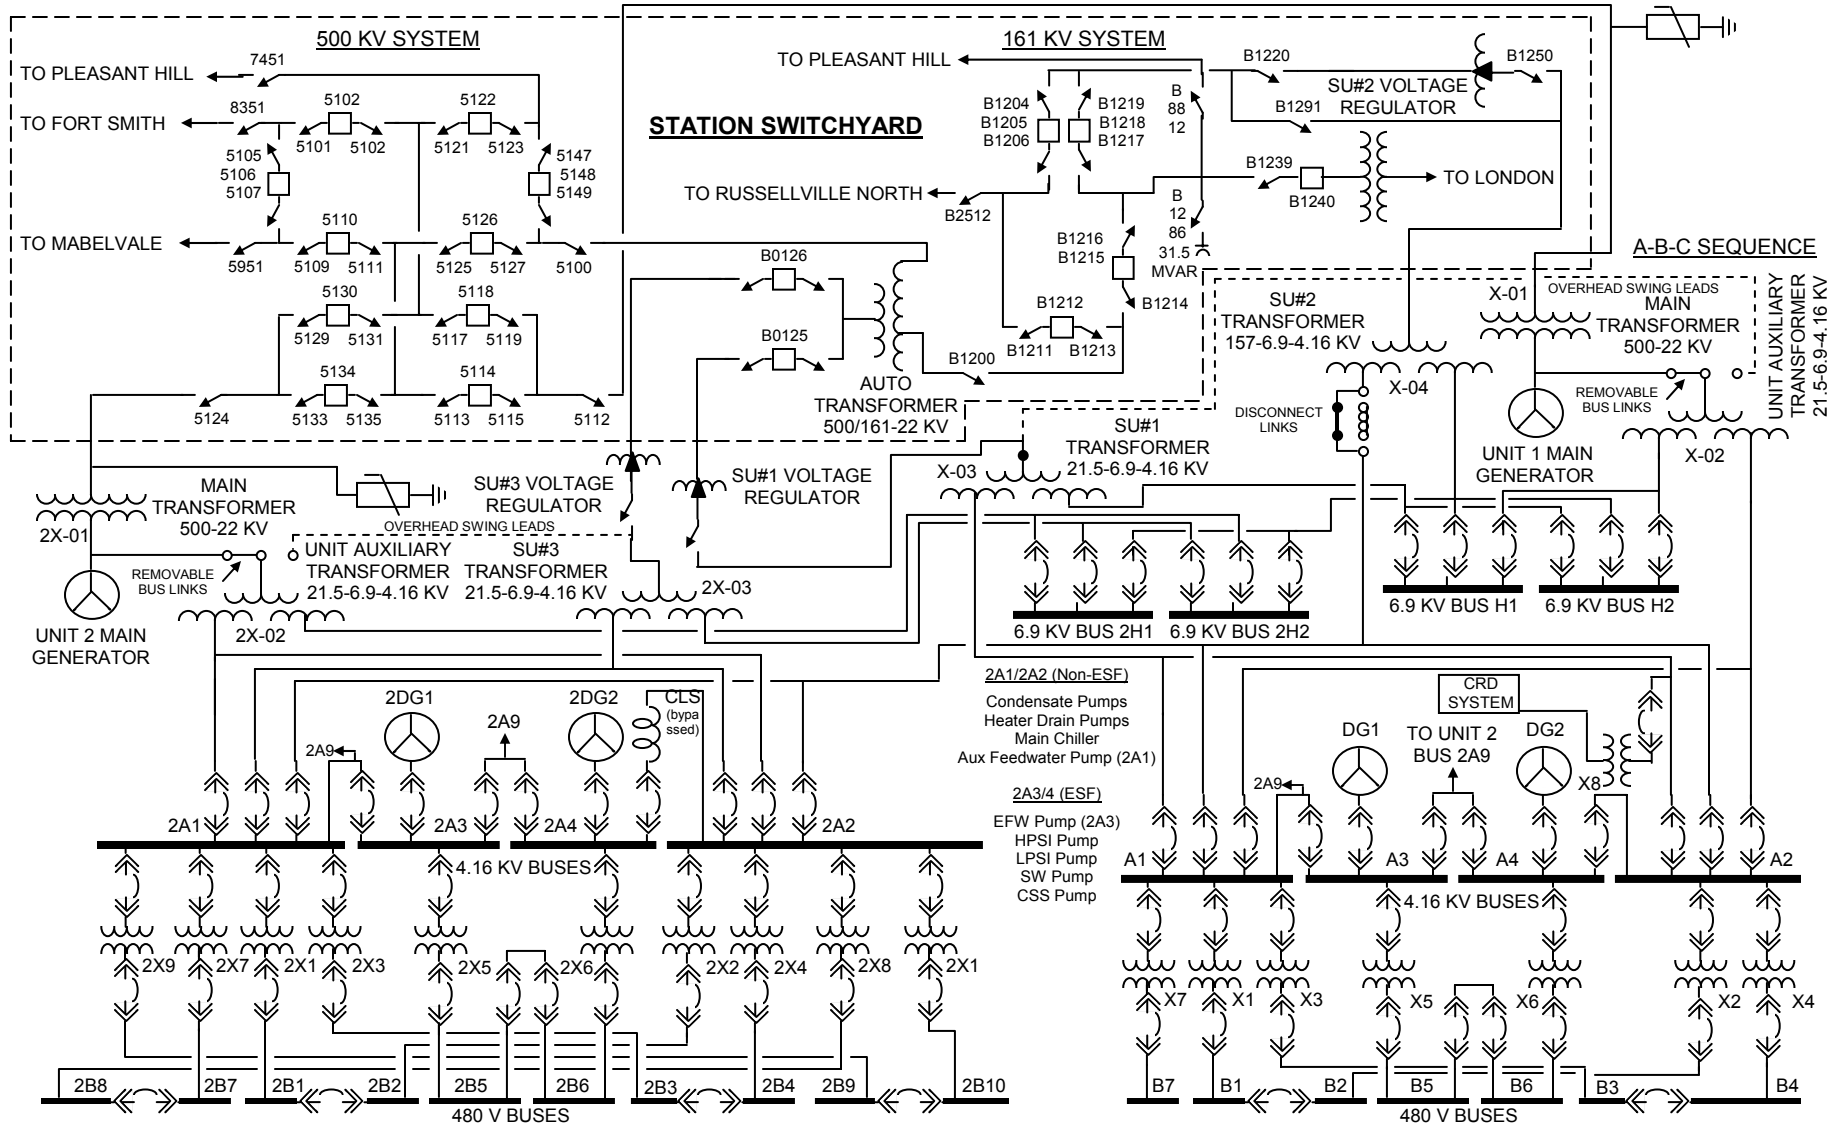 500 KV SYSTEM
161 KV SYSTEM
TO PLEASANT HILL
7451
TO PLEASANT HILL
B1220
B1250
SU#2 VOLTAGE
REGULATOR
8351
5102
5122
TO FORT SMITH
5101
5102
5121
5123
STATION SWITCHYARD
B1204
B1205
B1206
B1219
B1218
B1217
B
88
12
B1291
5105
5106
5107
5147
5148
5149
B1239
TO LONDON
B1240
TO RUSSELLVILLE NORTH
B2512
B
12
86
31.5
MVAR
5110
5126
TO MABELVALE
5951
5109
5111
5125
5127
5100
B0126
B1216
B1215
B1214
A-B-C SEQUENCE
5130
5118
5129
5131
5117
5119
B0125
B1212
B1211
B1213
B1200
SU#2
TRANSFORMER
157-6.9-4.16 KV
X-01
OVERHEAD SWING LEADS
MAIN
TRANSFORMER
500-22 KV
UNIT AUXILIARY
TRANSFORMER
21.5-6.9-4.16 KV
5134
5114
5124
5133
5135
5113
5115
5112
AUTO
TRANSFORMER
500/161-22 KV
X-04
DISCONNECT
LINKS
REMOVABLE
BUS LINKS
SU#1
TRANSFORMER
21.5-6.9-4.16 KV
X-03
UNIT 1 MAIN
GENERATOR
X-02
MAIN
TRANSFORMER
500-22 KV
2X-01
SU#3 VOLTAGE
REGULATOR
SU#1 VOLTAGE
REGULATOR
OVERHEAD SWING LEADS
REMOVABLE
BUS LINKS
UNIT AUXILIARY
TRANSFORMER
21.5-6.9-4.16 KV
SU#3
TRANSFORMER
21.5-6.9-4.16 KV
2X-03
2X-02
UNIT 2 MAIN
GENERATOR
6.9 KV BUS H1
6.9 KV BUS H2
6.9 KV BUS 2H1
6.9 KV BUS 2H2
2A1/2A2 (Non-ESF)
Condensate Pumps
Heater Drain Pumps
Main Chiller
Aux Feedwater Pump (2A1)
2A3/4 (ESF)
EFW Pump (2A3)
HPSI Pump
LPSI Pump
SW Pump
CSS Pump
2DG1
2A9
2DG2
CLS
(bypa
ssed)
2A9
CRD
SYSTEM
DG1
TO UNIT 2
BUS 2A9
DG2
X8
2A9
2A1
2A3
2A4
2A2
4.16 KV BUSES
A1
A3
A4
A2
4.16 KV BUSES
2X9
2X7
2X1
2X3
2X5
2X6
2X2
2X4
2X8
2X1
X7
X1
X3
X5
X6
X2
X4
2B8
2B7
2B1
2B2
2B5
2B6
2B3
2B4
2B9
2B10
480 V BUSES
B7
B1
B2
B5
B6
B3
B4
480 V BUSES